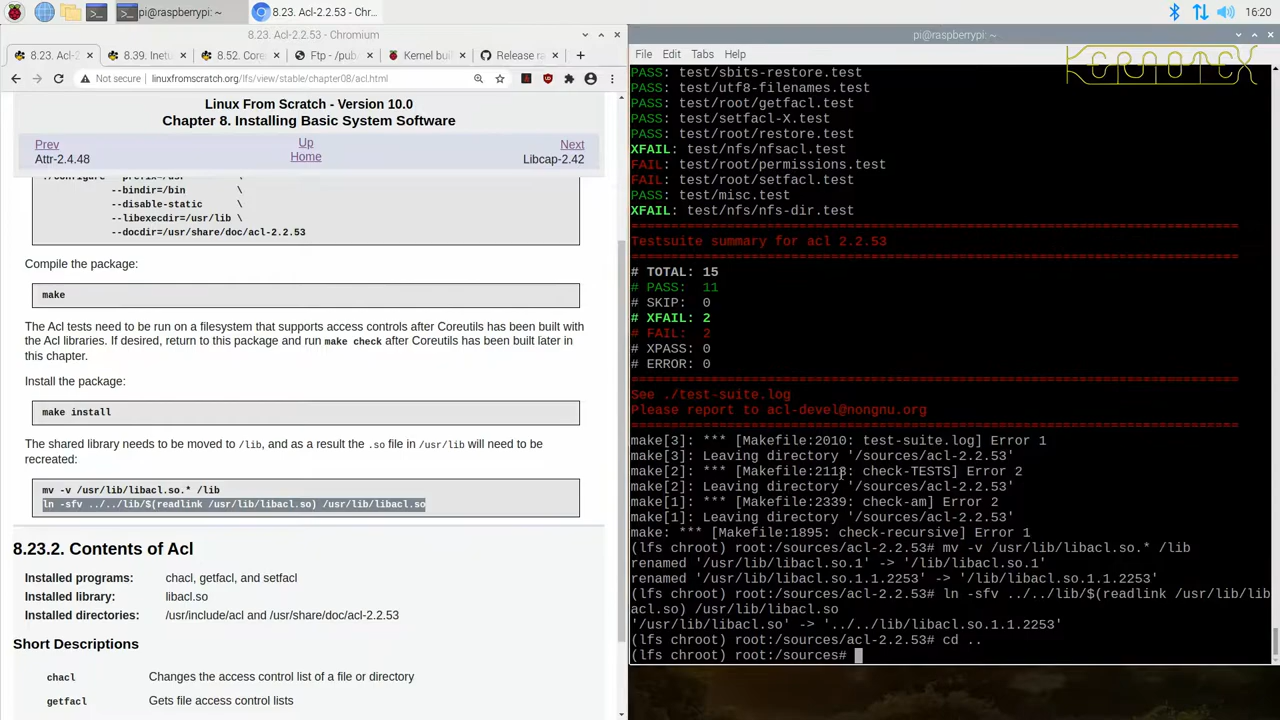 pi@raspberrypi: ~
8.23. Acl-2.2.53 - Chr...
16:20
8.23. Acl-2.2.53 - Chromium
8.23. Acl-2
8.39. Inetu
8.52. Core
Ftp - /pub/
Kernel buil
Release ra
Not secure | linuxfromscratch.org/lfs/view/stable/chapter08/acl.html
Linux From Scratch - Version 10.0
Chapter 8. Installing Basic System Software
Prev
Up
Next
Attr-2.4.48
Home
Libcap-2.42
./configure --prefix=/usr \
--bindir=/bin \
--disable-static \
--libexecdir=/usr/lib \
--docdir=/usr/share/doc/acl-2.2.53
Compile the package:
make
The Acl tests need to be run on a filesystem that supports access controls after Coreutils has been built with
the Acl libraries. If desired, return to this package and run make check after Coreutils has been built later in
this chapter.
Install the package:
make install
The shared library needs to be moved to /lib, and as a result the .so file in /usr/lib will need to be
recreated:
mv -v /usr/lib/libacl.so.* /lib
ln -sfv ../../lib/$(readlink /usr/lib/libacl.so) /usr/lib/libacl.so
8.23.2. Contents of Acl
Installed programs: chacl, getfacl, and setfacl
Installed library: libacl.so
Installed directories: /usr/include/acl and /usr/share/doc/acl-2.2.53
Short Descriptions
chacl Changes the access control list of a file or directory
getfacl Gets file access control lists
pi@raspberrypi: ~
File Edit Tabs Help
KERNOTEX
PASS: test/sbits-restore.test
PASS: test/utf8-filenames.test
PASS: test/root/getfacl.test
PASS: test/setfacl-X.test
PASS: test/root/restore.test
XFAIL: test/nfs/nfsacl.test
FAIL: test/root/permissions.test
FAIL: test/root/setfacl.test
PASS: test/misc.test
XFAIL: test/nfs/nfs-dir.test
============================================================================
Testsuite summary for acl 2.2.53
============================================================================
# TOTAL: 15
# PASS: 11
# SKIP: 0
# XFAIL: 2
# FAIL: 2
# XPASS: 0
# ERROR: 0
============================================================================
See ./test-suite.log
Please report to acl-devel@nongnu.org
============================================================================
make[3]: *** [Makefile:2010: test-suite.log] Error 1
make[3]: Leaving directory '/sources/acl-2.2.53'
make[2]: *** [Makefile:2118: check-TESTS] Error 2
make[2]: Leaving directory '/sources/acl-2.2.53'
make[1]: *** [Makefile:2339: check-am] Error 2
make[1]: Leaving directory '/sources/acl-2.2.53'
make: *** [Makefile:1895: check-recursive] Error 1
(lfs chroot) root:/sources/acl-2.2.53# mv -v /usr/lib/libacl.so.* /lib
renamed '/usr/lib/libacl.so.1' -> '/lib/libacl.so.1'
renamed '/usr/lib/libacl.so.1.1.2253' -> '/lib/libacl.so.1.1.2253'
(lfs chroot) root:/sources/acl-2.2.53# ln -sfv ../../lib/$(readlink /usr/lib/lib
acl.so) /usr/lib/libacl.so
'/usr/lib/libacl.so' -> '../../lib/libacl.so.1.1.2253'
(lfs chroot) root:/sources/acl-2.2.53# cd ..
(lfs chroot) root:/sources#